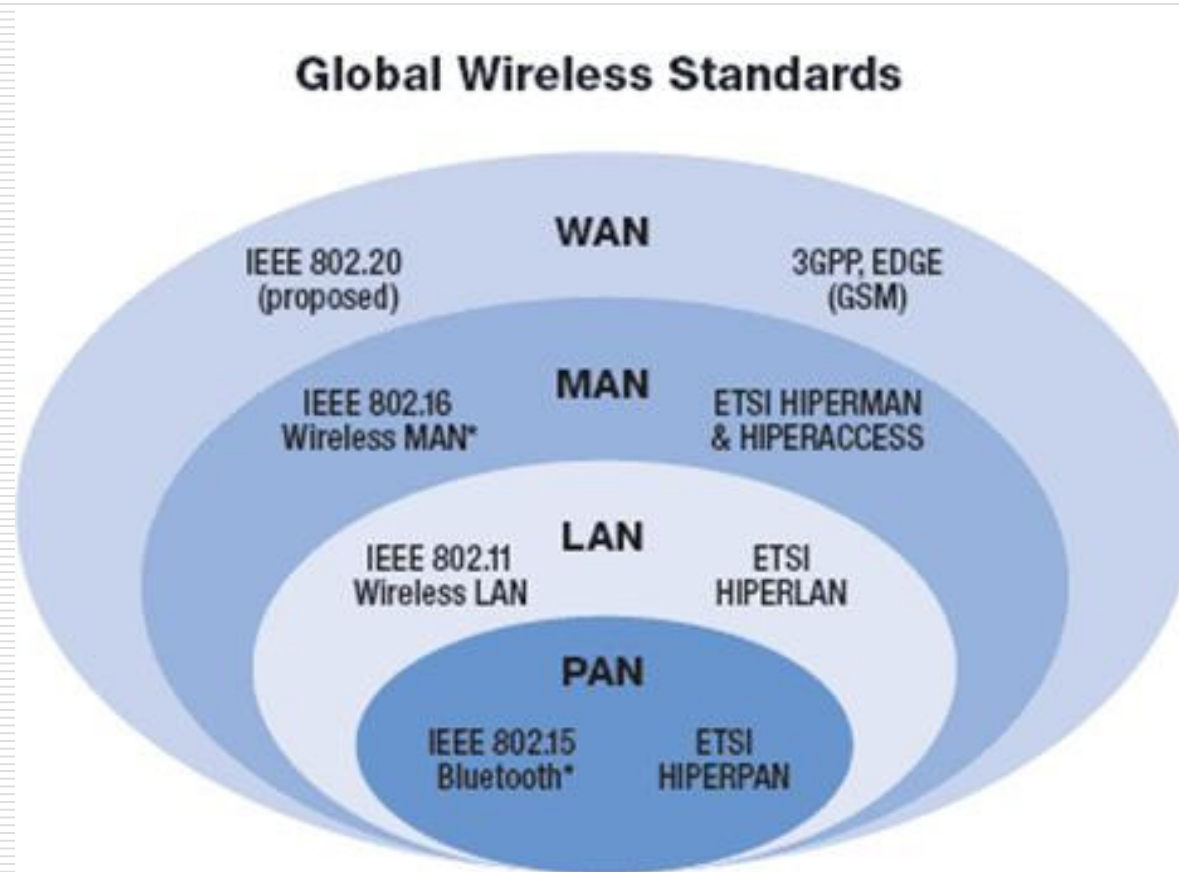 Global Wireless Standards
WAN
IEEE 802.20
(proposed)
3GPP, EDGE
(GSM)
MAN
IEEE 802.16
Wireless MAN*
ETSI HIPERMAN
& HIPERACCESS
LAN
IEEE 802.11
Wireless LAN
ETSI
HIPERLAN
PAN
IEEE 802.15
Bluetooth*
ETSI
HIPERPAN